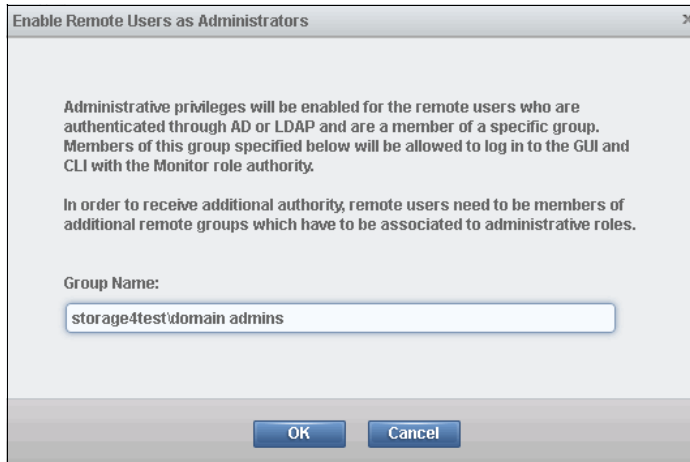 Enable Remote Users as Administrators
Administrative privileges will be enabled for the remote users who are
authenticated through AD or LDAP and are a member of a specific group.
Members of this group specified below will be allowed to log in to the GUI and
CLI with the Monitor role authority.
In order to receive additional authority, remote users need to be members of
additional remote groups which have to be associated to administrative roles.
Group Name:
storage4test\domain admins
OK Cancel